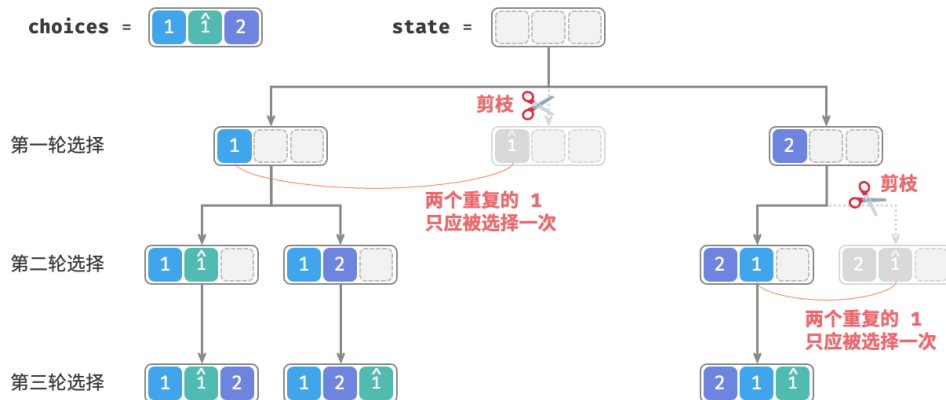 choices = 1 1̂ 2
state =
剪枝
第一轮选择
1
1̂
2
两个重复的 1
只应被选择一次
剪枝
第二轮选择
1 1̂
1 2
2 1
2 1̂
两个重复的 1
只应被选择一次
第三轮选择
1 1̂ 2
1 2 1̂
2 1 1̂